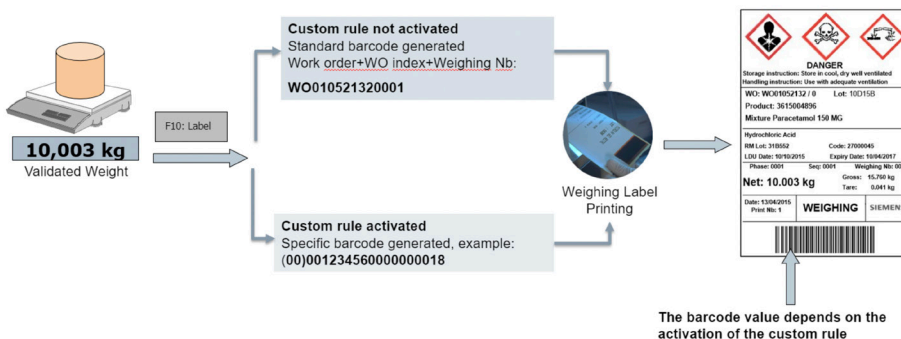 10,003 kg
Validated Weight
F10: Label
Custom rule not activated
Standard barcode generated
Work order+WO index+Weighing Nb:
WO010521320001
Custom rule activated
Specific barcode generated, example:
(00)001234560000000018
Weighing Label
Printing
DANGER
Storage instruction: Store in cool, dry well ventilated
Handling instruction: Use with adequate ventilation
WO: WO01052132 / 0 Lot: 10D15B
Product: 3615004896
Mixture Paracetamol 150 MG
Hydrochloric Acid
RM Lot: 31B552 Code: 27000045
LDU Date: 10/10/2015 Expiry Date: 10/04/2017
Phase: 0001 Seq: 0001 Weighing Nb: 00
Net: 10.003 kg
Gross: 15.760 kg
Tare: 0.041 kg
Date: 13/04/2015
Print Nb: 1
WEIGHING
SIEMEN
The barcode value depends on the
activation of the custom rule